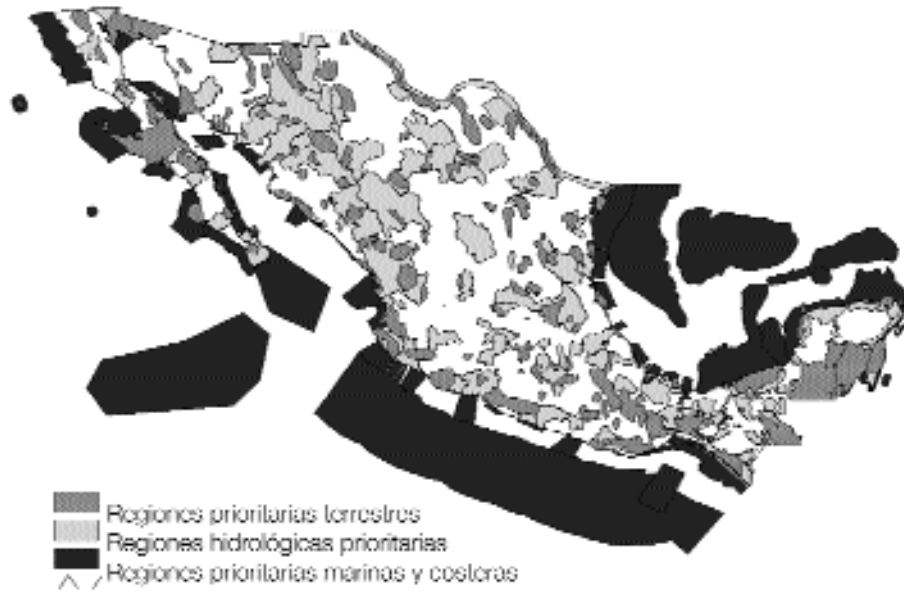 Regiones prioritarias terrestres
Regiones hidrológicas prioritarias
Regiones prioritarias marinas y costeras